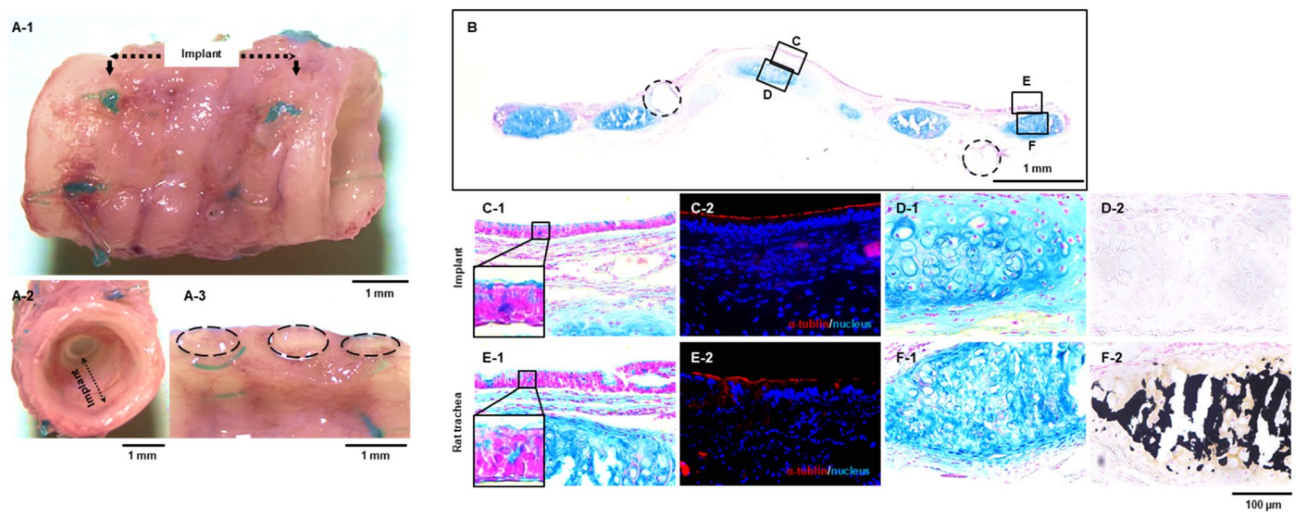 A-1
Implant
1 mm
A-2
Implant
1 mm
A-3
1 mm
B
C
D
E
F
1 mm
Implant
C-1
C-2
α-tublin/nucleus
D-1
D-2
Rat trachea
E-1
E-2
α-tublin/nucleus
F-1
F-2
100 μm